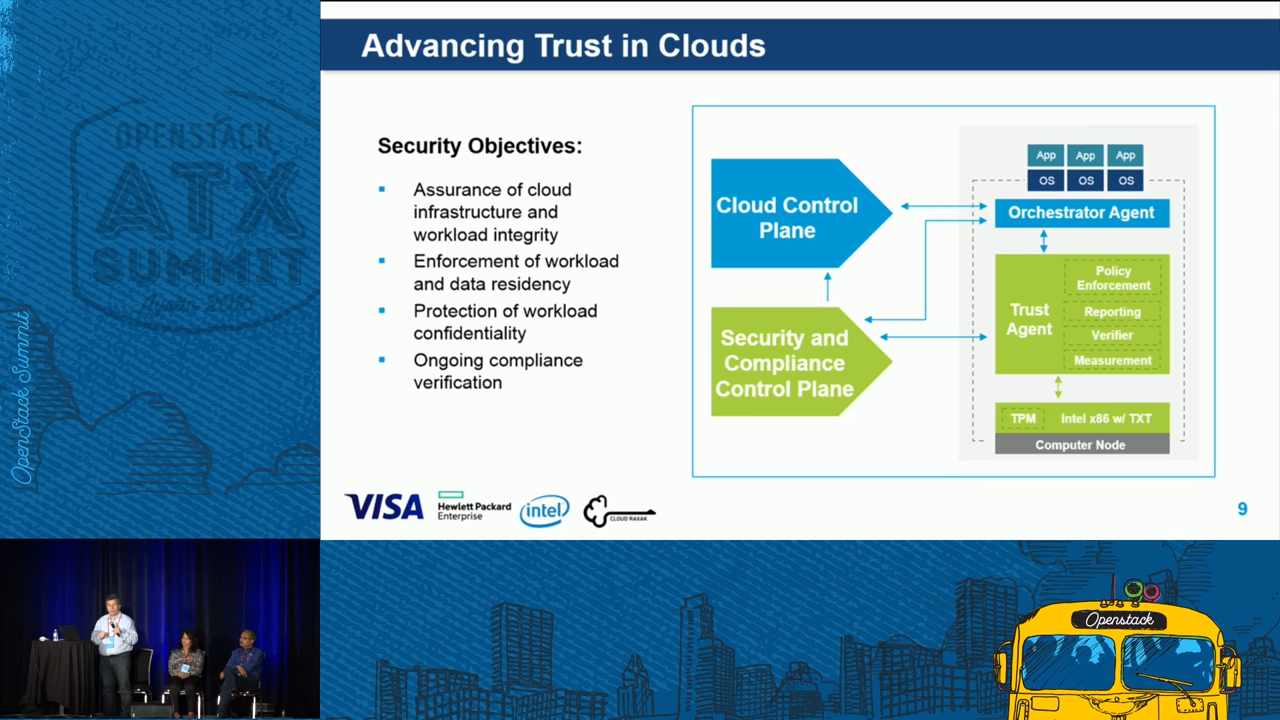 Advancing Trust in Clouds
OPENSTACK
ATX
SUMMIT
OpenStack Summit
Security Objectives:
Assurance of cloud
infrastructure and
workload integrity
Enforcement of workload
and data residency
Protection of workload
confidentiality
Ongoing compliance
verification
Cloud Control
Plane
Security and
Compliance
Control Plane
App App App
OS OS OS
Orchestrator Agent
Trust
Agent
Policy
Enforcement
Reporting
Verifier
Measurement
TPM Intel x86 w/ TXT
Computer Node
VISA
Hewlett Packard
Enterprise
intel
CLOUD RAXAK
9
Openstack